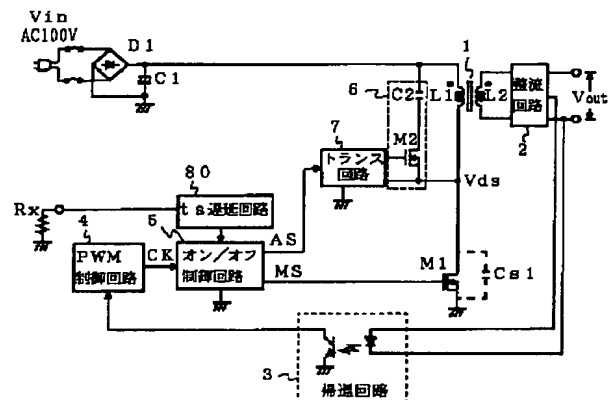 Vin
AC100V
D1
C1
1
6
C2
L1
L2
整流
回路
2
Vout
7
M2
トランス
回路
Vds
80
ta遅延回路
Rx
4
5
AS
PWM
制御回路
CK
オン/オフ
制御回路
MS
M1
Cs1
3
帰還回路